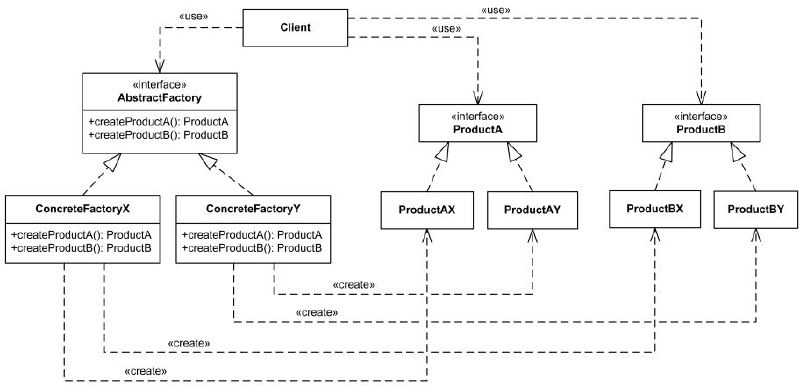 «use»
Client
«use»
«use»
«interface»
AbstractFactory
+createProductA(): ProductA
+createProductB(): ProductB
«interface»
ProductA
«interface»
ProductB
ConcreteFactoryX
+createProductA(): ProductA
+createProductB(): ProductB
ConcreteFactoryY
+createProductA(): ProductA
+createProductB(): ProductB
ProductAX
ProductAY
ProductBX
ProductBY
«create»
«create»
«create»
«create»